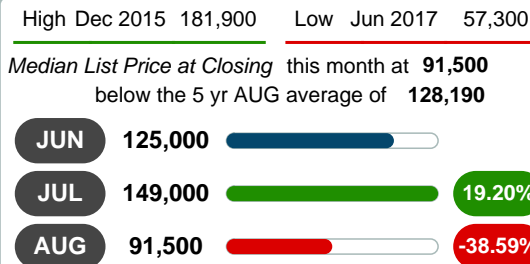 High Dec 2015 181,900 Low Jun 2017 57,300
Median List Price at Closing this month at 91,500
below the 5 yr AUG average of 128,190
JUN 125,000
JUL 149,000 19.20%
AUG 91,500 -38.59%